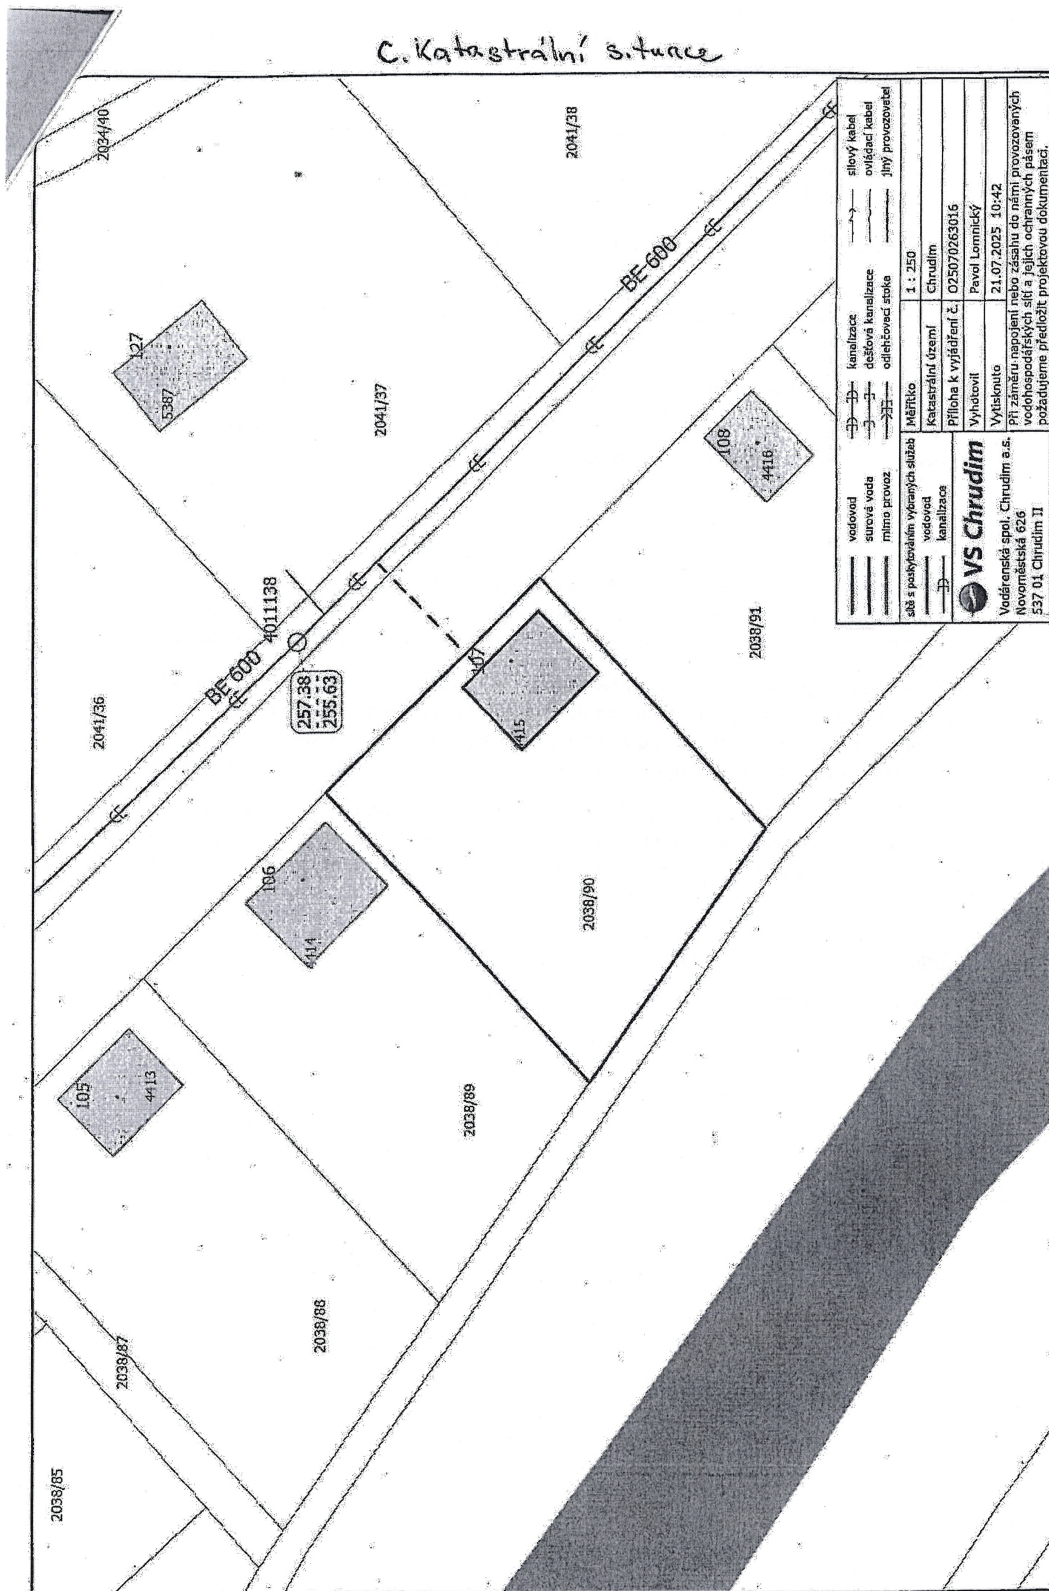 C. Katastrální situace
2034/40
2041/38
127
5387
2041/37
BE 600
108
4416
4011138
BE 600
257.38
255.63
2041/36
107
4415
2038/91
106
4414
2038/90
105
4413
2038/89
2038/88
2038/87
2038/85
vodovod
surová voda
mimo provoz
kanalizace
dešťová kanalizace
odlehčovací stoka
silový kabel
ovládací kabel
jiný provozovatel
sítě s poskytováním vybraných služeb
vodovod
kanalizace
VS Chrudim
Vodárenská spol. Chrudim a.s.
Novoměstská 626
537 01 Chrudim II
Měřítko 1 : 250
Katastrální území Chrudim
Příloha k vyjádření č. O25070263016
Vyhotovil Pavol Lomnický
Vytisknuto 21.07.2025 10:42
Při záměru napojení nebo zásahu do námi provozovaných
vodohospodářských sítí a jejich ochranných pásem
požadujeme předložit projektovou dokumentaci.